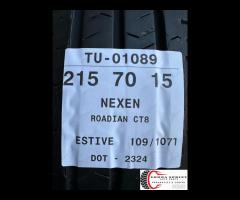 TU-01089
215 70 15
NEXEN
ROADIAN CT8
ESTIVE 109/107T
DOT - 2324